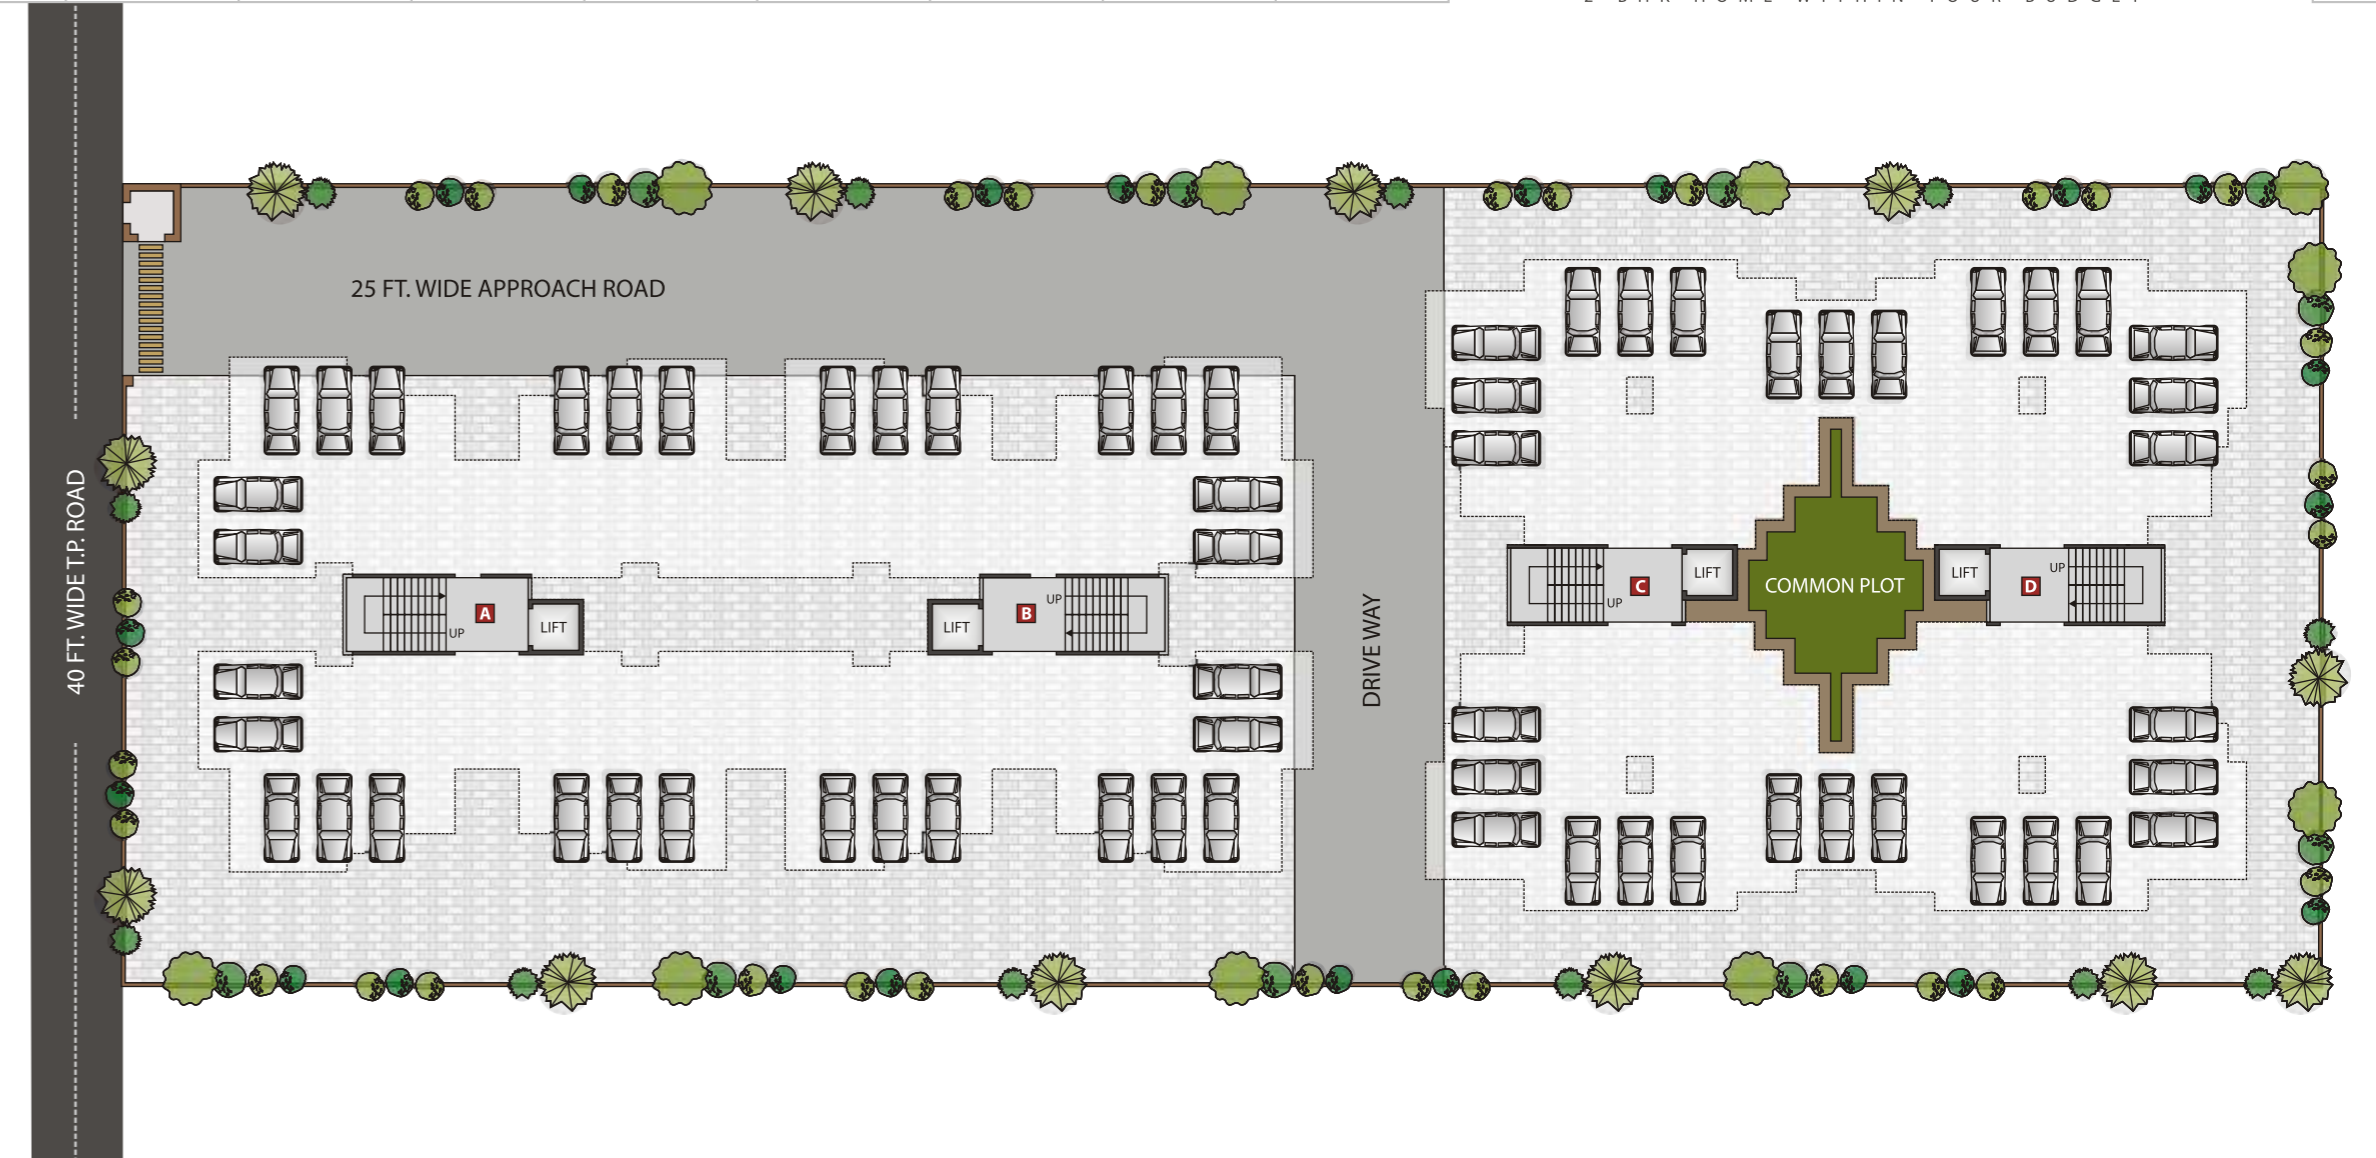 25 FT. WIDE APPROACH ROAD
40 FT. WIDE T.P. ROAD
DRIVE WAY
A
UP
LIFT
LIFT
B
UP
UP
C
LIFT
COMMON PLOT
LIFT
D
UP